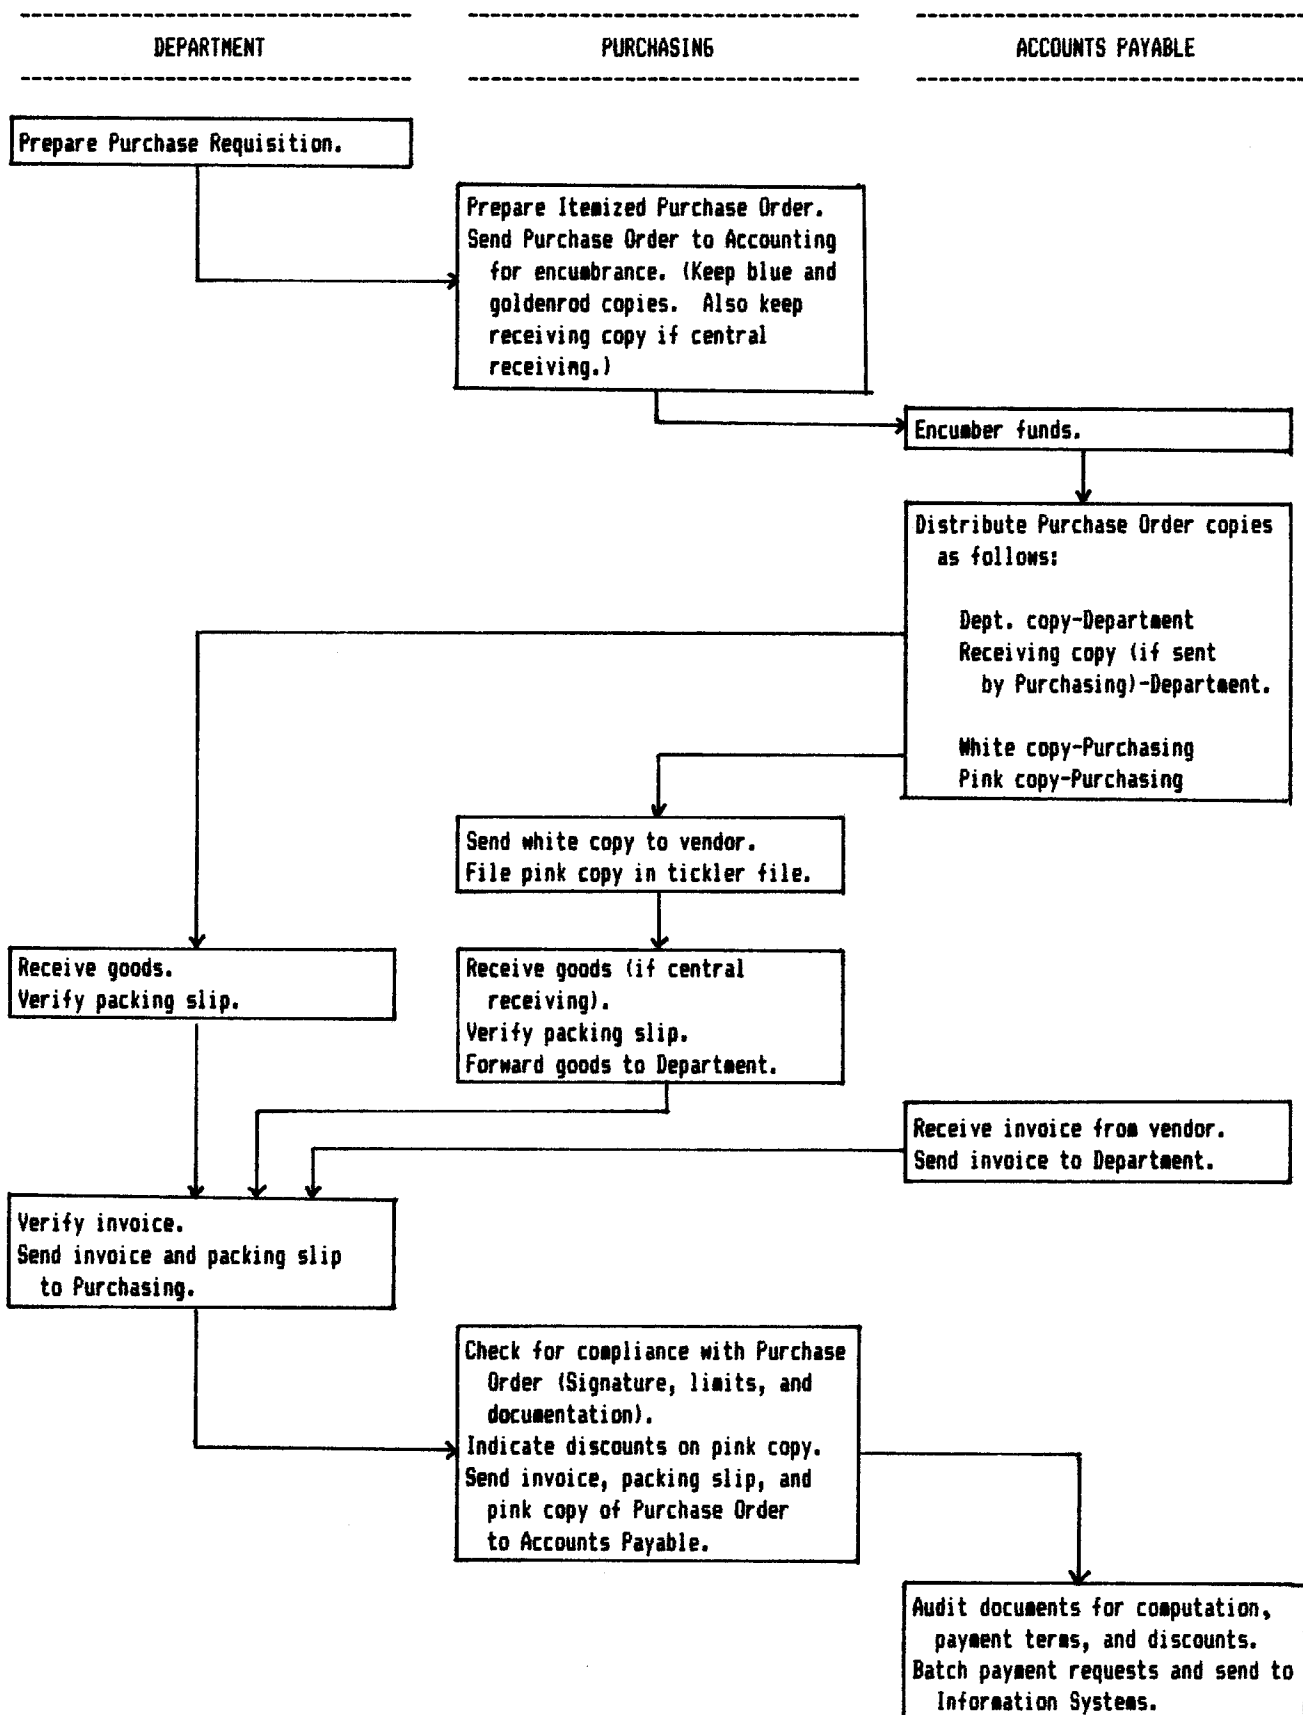 DEPARTMENT
PURCHASING
ACCOUNTS PAYABLE
Prepare Purchase Requisition.
Prepare Itemized Purchase Order.
Send Purchase Order to Accounting
for encumbrance. (Keep blue and
goldenrod copies. Also keep
receiving copy if central
receiving.)
Encumber funds.
Distribute Purchase Order copies
as follows:
Dept. copy-Department
Receiving copy (if sent
by Purchasing)-Department.
White copy-Purchasing
Pink copy-Purchasing
Send white copy to vendor.
File pink copy in tickler file.
Receive goods.
Verify packing slip.
Receive goods (if central
receiving).
Verify packing slip.
Forward goods to Department.
Receive invoice from vendor.
Send invoice to Department.
Verify invoice.
Send invoice and packing slip
to Purchasing.
Check for compliance with Purchase
Order (Signature, limits, and
documentation).
Indicate discounts on pink copy.
Send invoice, packing slip, and
pink copy of Purchase Order
to Accounts Payable.
Audit documents for computation,
payment terms, and discounts.
Batch payment requests and send to
Information Systems.